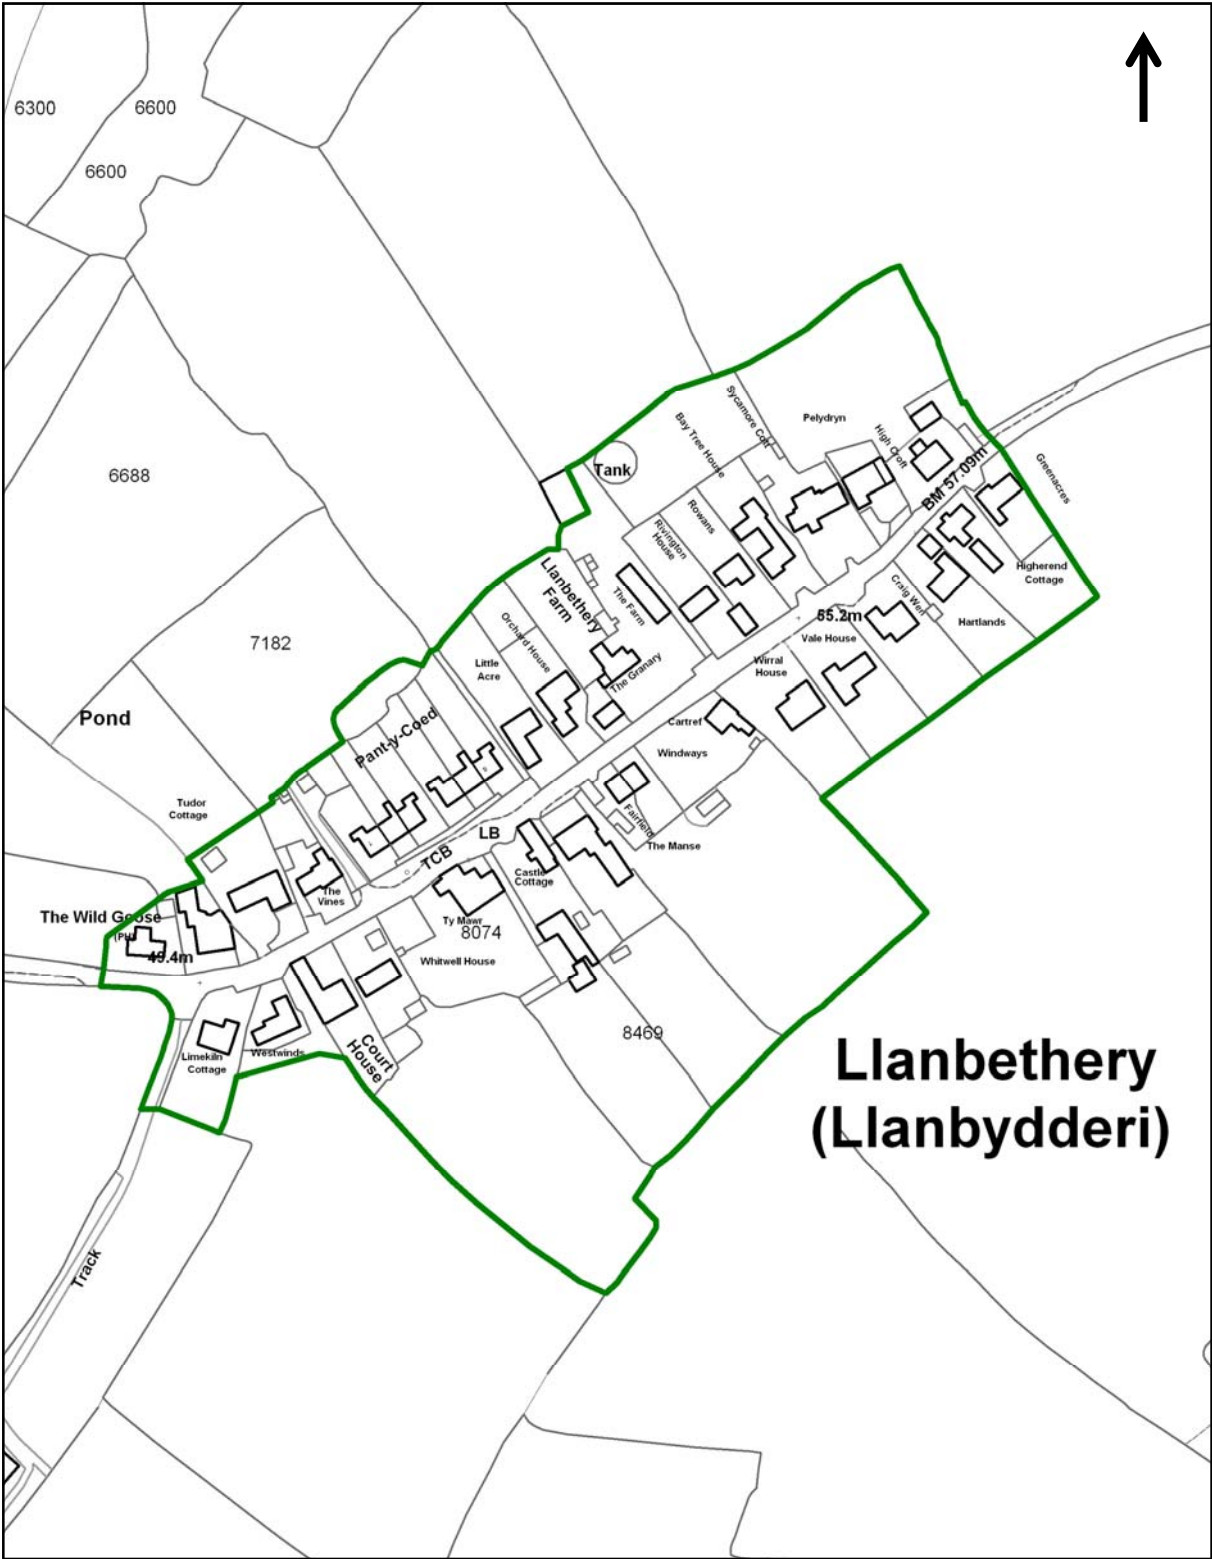 6300
6600
6600
Sycamore Cott
Pelydryn
Bay Tree House
High Croft
Tank
6688
BM 57.09m
Greenacres
Rowans
Rivington
House
Llanbethery
Farm
The Farm
Higherend
Cottage
Craig Wen
55.2m
Hartlands
Vale House
Orchard House
7182
Little
Acre
The Granary
Wirral
House
Pond
Cartref
Pant-y-Coed
Windways
Tudor
Cottage
LB
Fairfield
TCB
The Manse
Castle
Cottage
The
Vines
The Wild Goose
(PH)
Ty Mawr
8074
49.4m
Whitwell House
8469
Court
House
Westwinds
Limekiln
Cottage
Llanbethery
(Llanbydderi)
Track